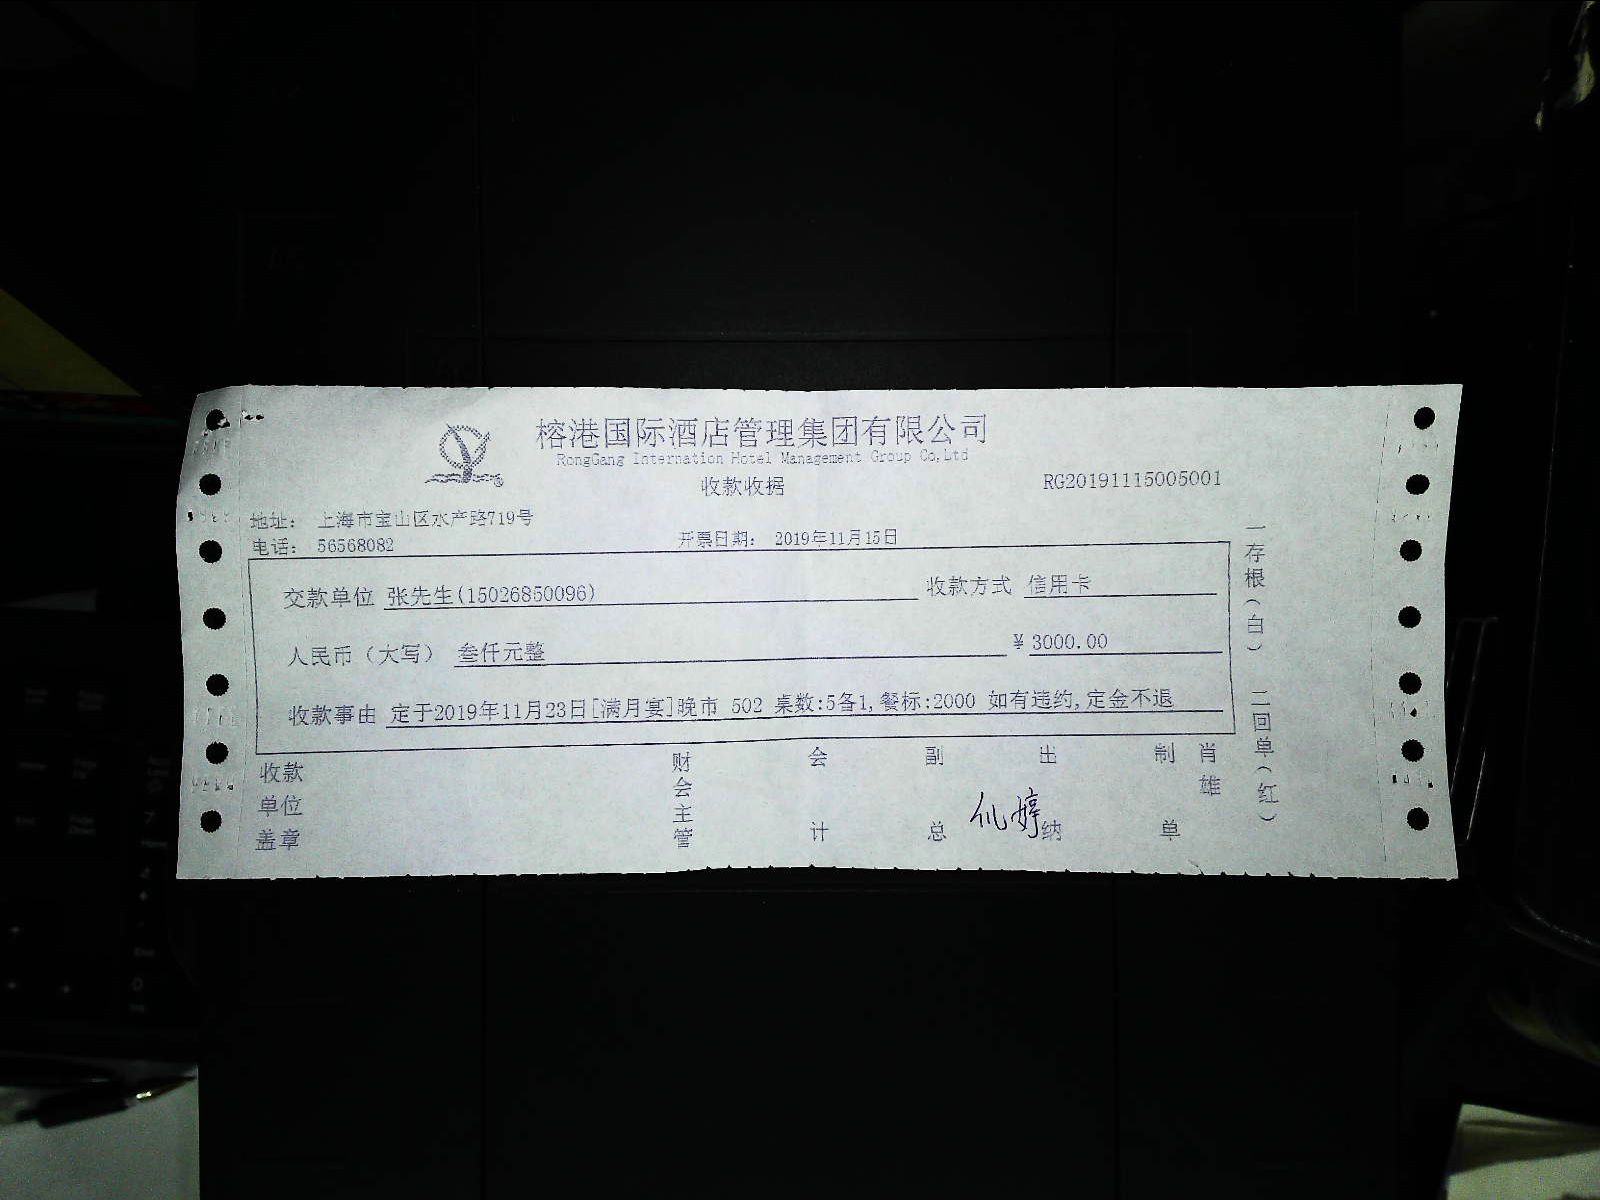 榕港国际酒店管理集团有限公司
RongGang Internation Hotel Management Group Co,Ltd
收款收据
RG20191115005001
地址： 上海市宝山区水产路719号
电话： 56568082
开票日期： 2019年11月15日
交款单位 张先生(15026850096) 收款方式 信用卡
人民币（大写） 叁仟元整 ¥ 3000.00
收款事由 定于2019年11月23日[满月宴]晚市 502 桌数:5备1,餐标:2000 如有违约,定金不退
收款单位盖章
财会主管
会计
副总
出纳
制单
肖雄
一存根（白）
二回单（红）